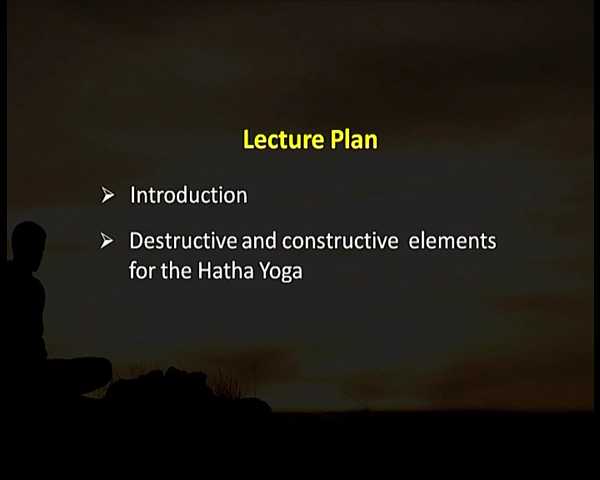 Lecture Plan
➢ Introduction
➢ Destructive and constructive elements
for the Hatha Yoga